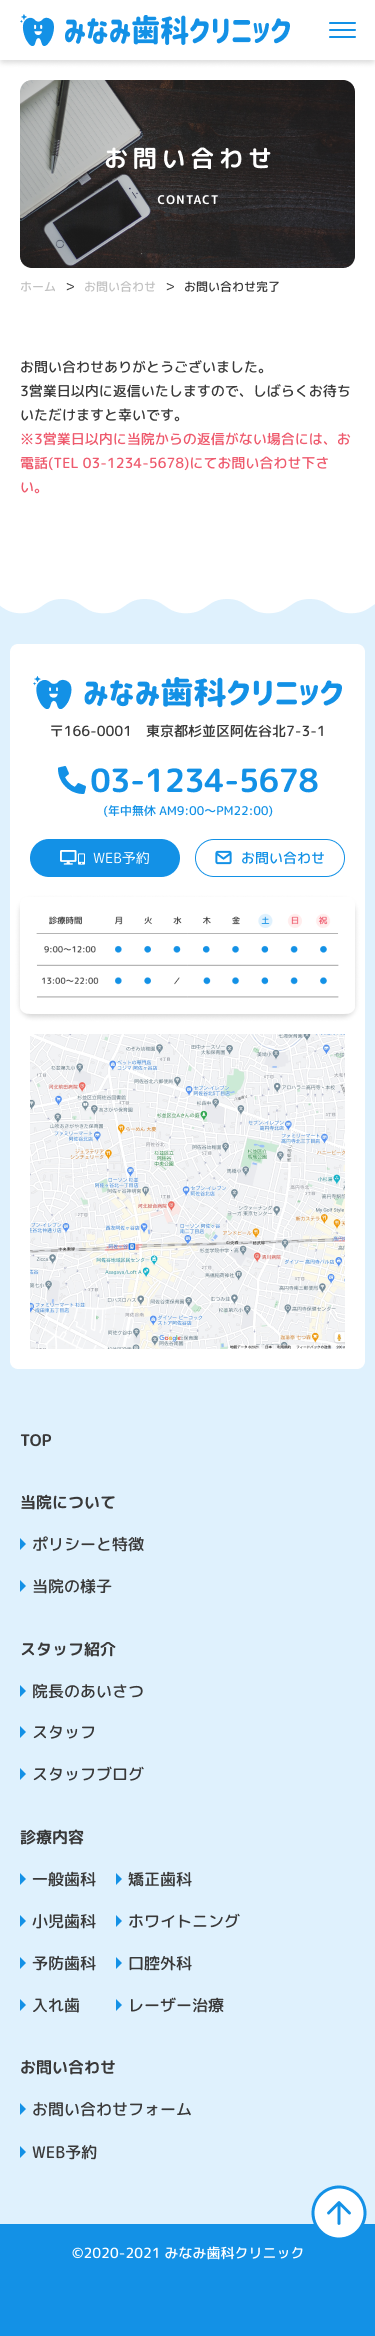 みなみ歯科クリニック
お問い合わせ
CONTACT
ホーム > お問い合わせ > お問い合わせ完了
お問い合わせありがとうございました。
3営業日以内に返信いたしますので、しばらくお待ち
いただけますと幸いです。
※3営業日以内に当院からの返信がない場合には、お
電話(TEL 03-1234-5678)にてお問い合わせ下さ
い。
みなみ歯科クリニック
〒166-0001 東京都杉並区阿佐谷北7-3-1
03-1234-5678
(年中無休 AM9:00〜PM22:00)
WEB予約 お問い合わせ
診療時間 月 火 水 木 金 土 日 祝
9:00〜12:00 ● ● ● ● ● ● ● ●
13:00〜22:00 ● ● / ● ● ● ● ●
Google
TOP
当院について
ポリシーと特徴
当院の様子
スタッフ紹介
院長のあいさつ
スタッフ
スタッフブログ
診療内容
一般歯科 矯正歯科
小児歯科 ホワイトニング
予防歯科 口腔外科
入れ歯 レーザー治療
お問い合わせ
お問い合わせフォーム
WEB予約
©2020-2021 みなみ歯科クリニック